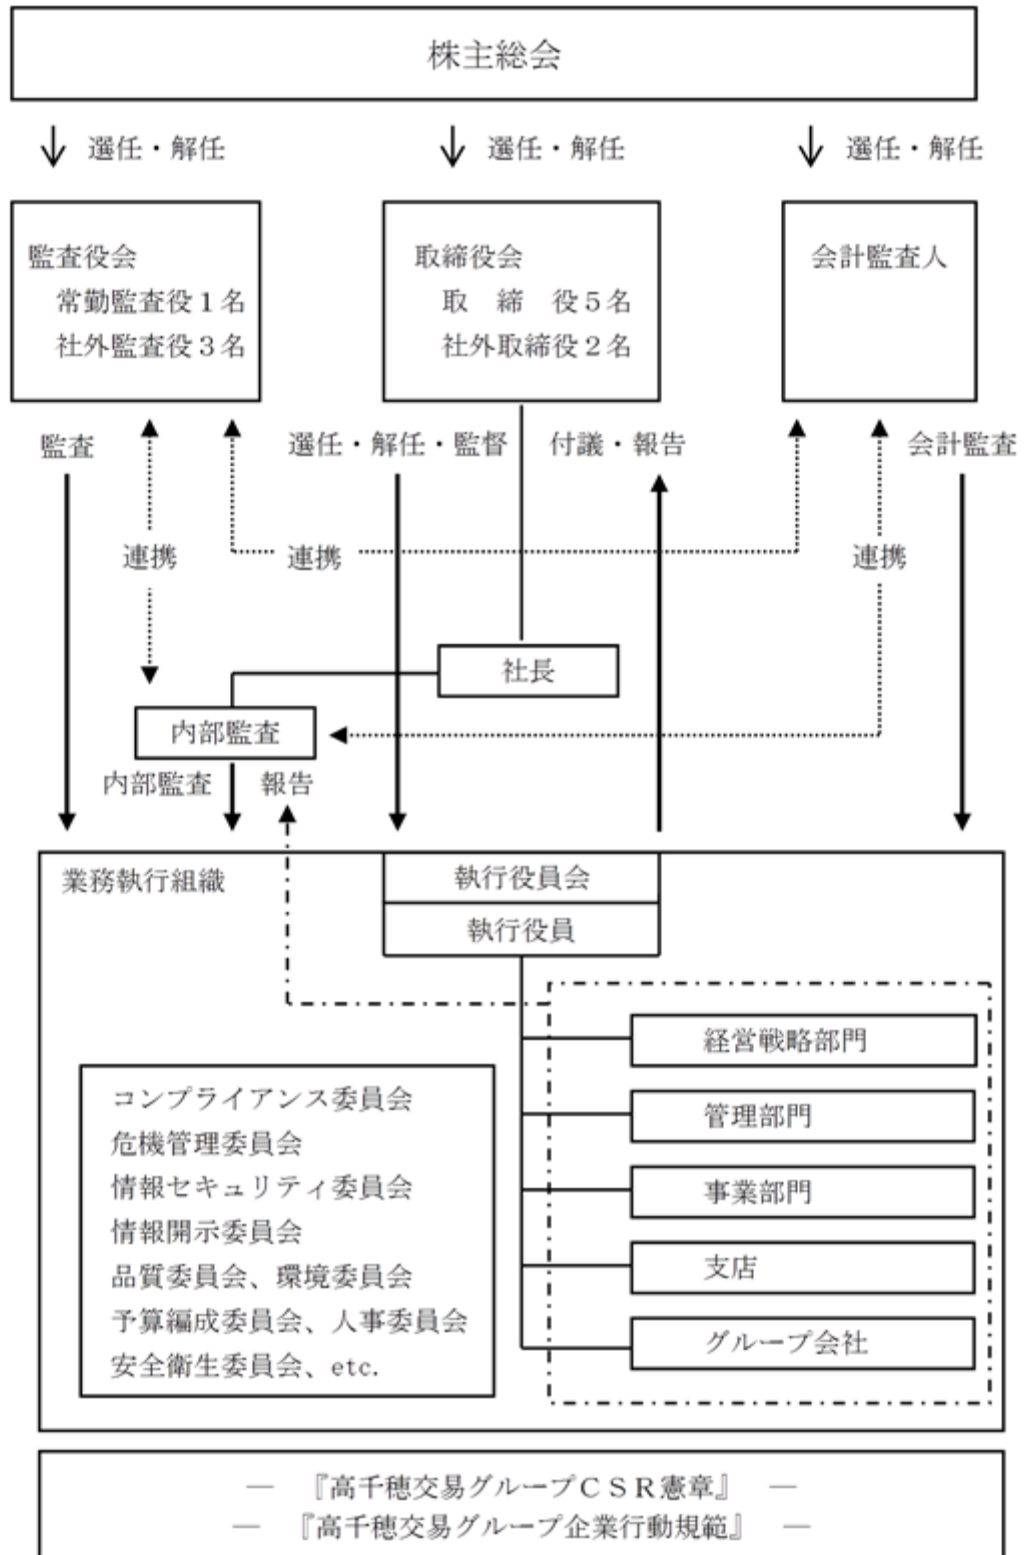 株主総会
選任・解任
選任・解任
選任・解任
監査役会
常勤監査役１名
社外監査役３名
取締役会
取　締　役５名
社外取締役２名
会計監査人
監査
選任・解任・監督
付議・報告
会計監査
連携
連携
連携
社長
内部監査
内部監査
報告
業務執行組織
執行役員会
執行役員
経営戦略部門
管理部門
事業部門
支店
グループ会社
コンプライアンス委員会
危機管理委員会
情報セキュリティ委員会
情報開示委員会
品質委員会、環境委員会
予算編成委員会、人事委員会
安全衛生委員会、etc.
― 『高千穂交易グループＣＳＲ憲章』 ―
― 『高千穂交易グループ企業行動規範』 ―